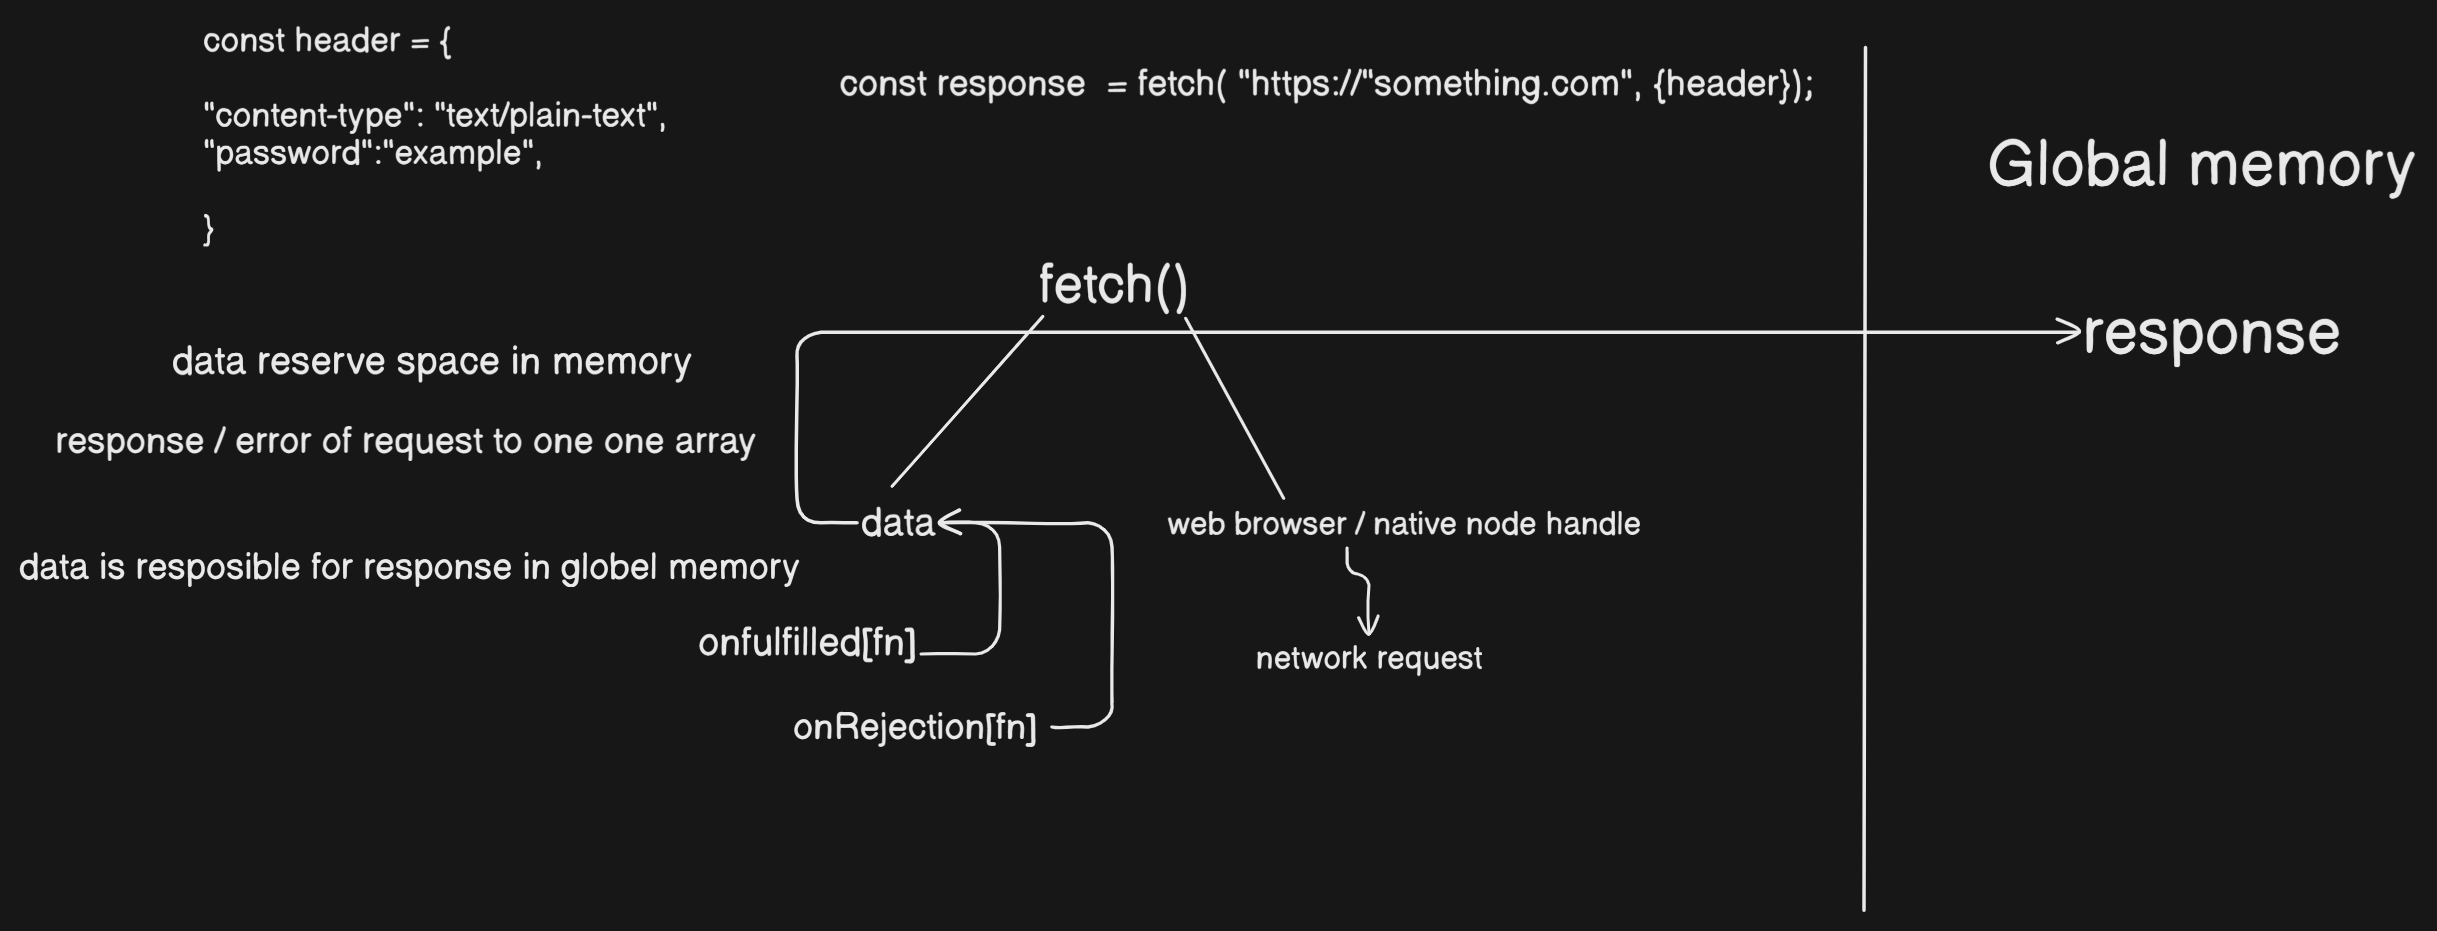 const header = {
"content-type": "text/plain-text",
"password":"example",
}
const response = fetch( "https://"something.com", {header});
Global memory
fetch()
response
data reserve space in memory
response / error of request to one one array
data
web browser / native node handle
data is resposible for response in globel memory
onfulfilled[fn]
network request
onRejection[fn]